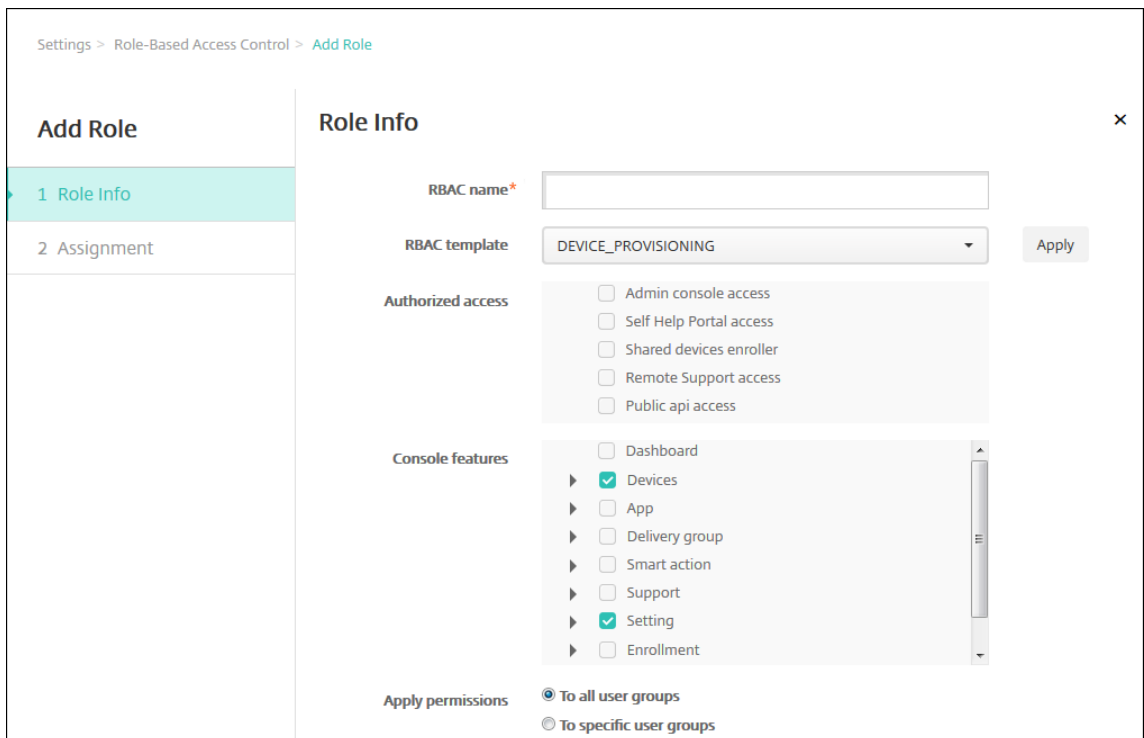 Settings > Role-Based Access Control > Add Role
Add Role
1 Role Info
2 Assignment
Role Info
×
RBAC name*
RBAC template
DEVICE_PROVISIONING
Apply
Authorized access
Admin console access
Self Help Portal access
Shared devices enroller
Remote Support access
Public api access
Console features
Dashboard
Devices
App
Delivery group
Smart action
Support
Setting
Enrollment
Apply permissions
To all user groups
To specific user groups